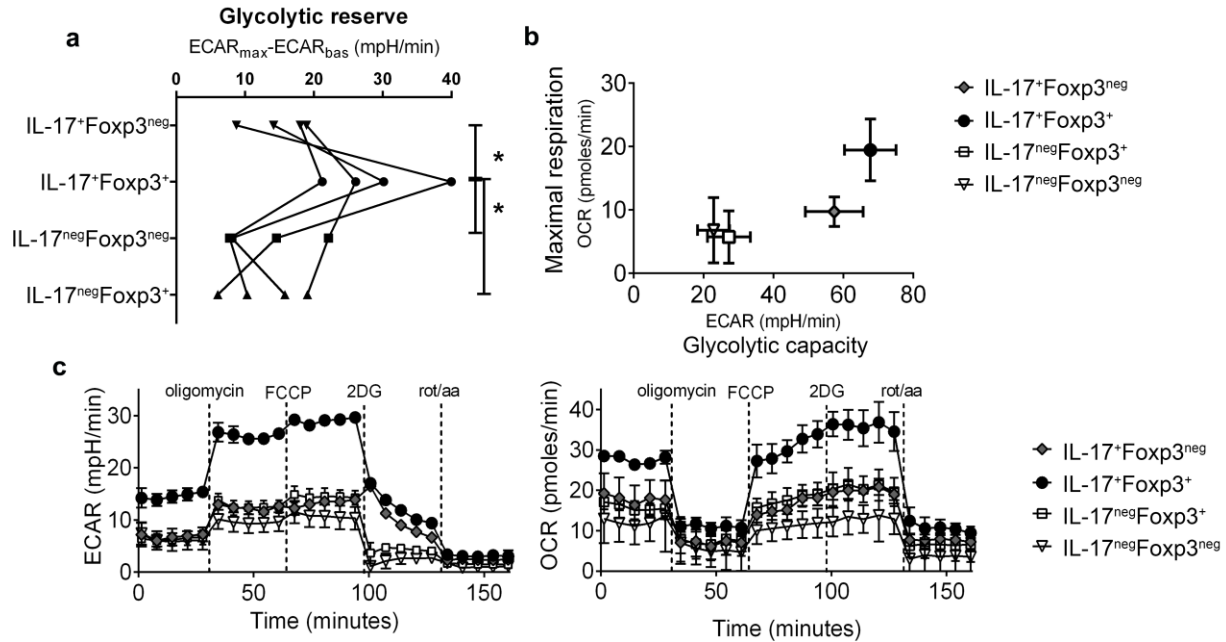 Glycolytic reserve
a
ECARmax-ECARbas (mpH/min)
0 10 20 30 40
IL-17+Foxp3neg
IL-17+Foxp3+
IL-17negFoxp3neg
IL-17negFoxp3+
*
*
b
Maximal respiration
OCR (pmoles/min)
30
20
10
0
0 20 40 60 80
ECAR (mpH/min)
Glycolytic capacity
IL-17+Foxp3neg
IL-17+Foxp3+
IL-17negFoxp3+
IL-17negFoxp3neg
c
oligomycin FCCP 2DG rot/aa
ECAR (mpH/min)
30
20
10
0
0 50 100 150
Time (minutes)
oligomycin FCCP 2DG rot/aa
OCR (pmoles/min)
40
30
20
10
0
0 50 100 150
Time (minutes)
IL-17+Foxp3neg
IL-17+Foxp3+
IL-17negFoxp3+
IL-17negFoxp3neg